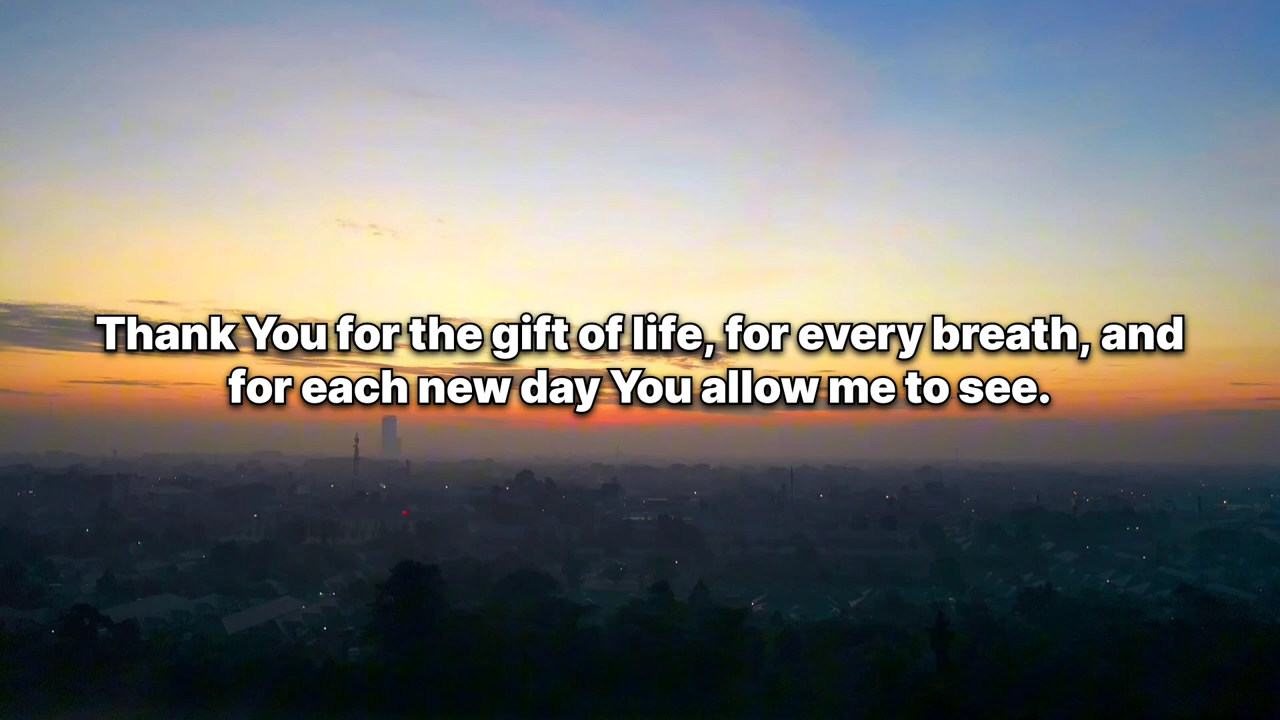 Thank You for the gift of life, for every breath, and
for each new day You allow me to see.